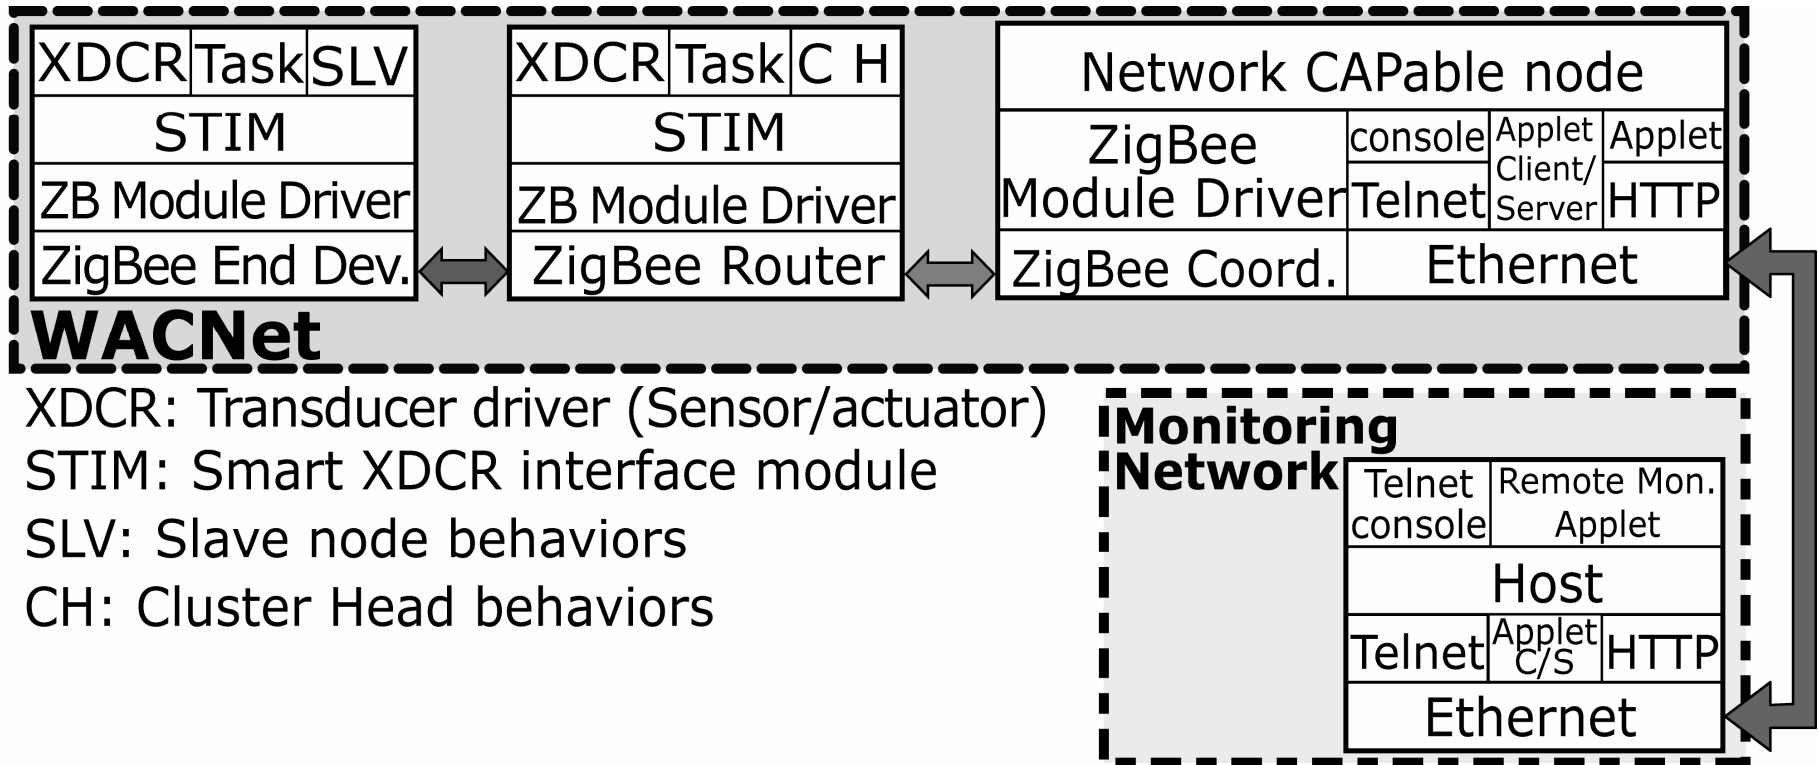 XDCR Task SLV
STIM
ZB Module Driver
ZigBee End Dev.
XDCR Task C H
STIM
ZB Module Driver
ZigBee Router
Network CAPable node
ZigBee
Module Driver
console
Telnet
Applet
Client/
Server
Applet
HTTP
ZigBee Coord.
Ethernet
WACNet
XDCR: Transducer driver (Sensor/actuator)
STIM: Smart XDCR interface module
SLV: Slave node behaviors
CH: Cluster Head behaviors
Monitoring
Network
Telnet
console
Remote Mon.
Applet
Host
Telnet
Applet
C/S
HTTP
Ethernet